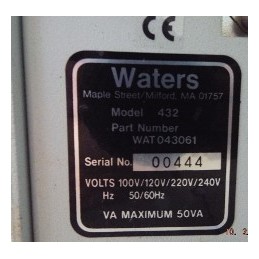 CE
Waters
Maple Street/Milford, MA 01757
Model 432
Part Number
WAT043061
Serial No. 00444
VOLTS 100V/120V/220V/240V
Hz 50/60Hz
VA MAXIMUM 50VA